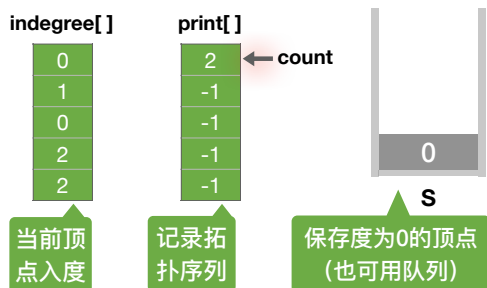 indegree[ ]
print[ ]
0
1
0
2
2
2
-1
-1
-1
-1
count
0
S
当前顶
点入度
记录拓
扑序列
保存度为0的顶点
（也可用队列）